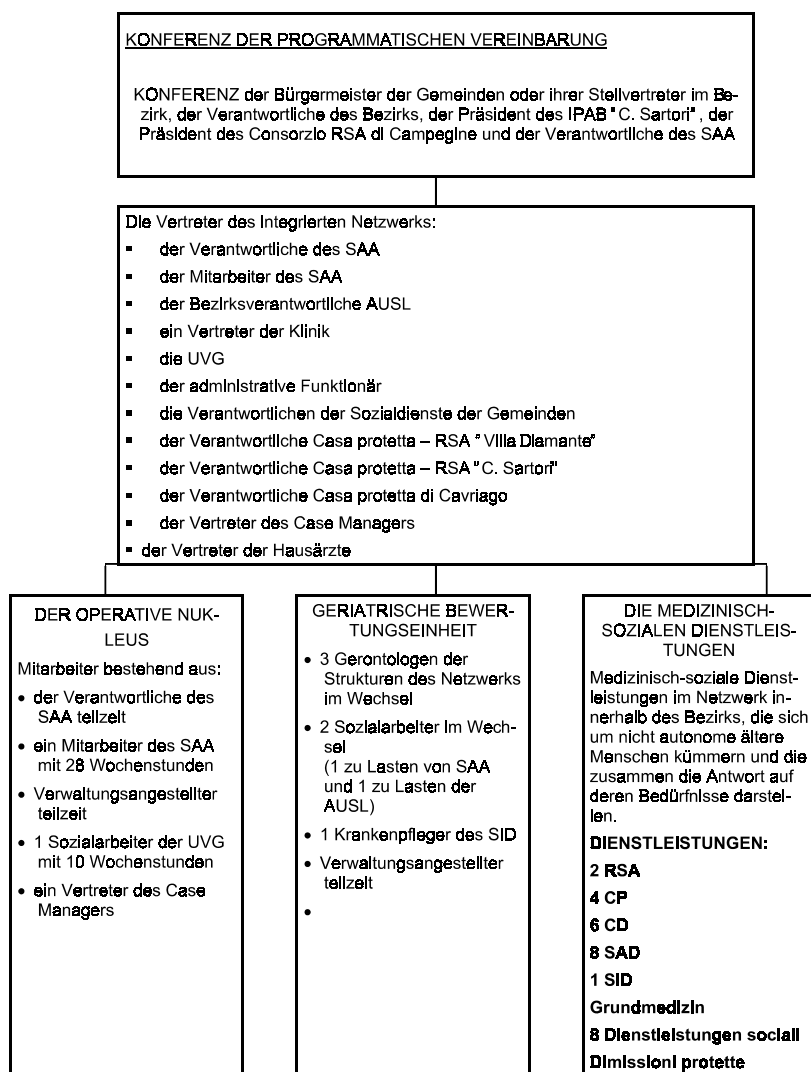 KONFERENZ DER PROGRAMMATISCHEN VEREINBARUNG
KONFERENZ der Bürgermeister der Gemeinden oder ihrer Stellvertreter im Be-
zirk, der Verantwortliche des Bezirks, der Präsident des IPAB "C. Sartori", der
Präsident des Consorzio RSA di Campegine und der Verantwortliche des SAA
Die Vertreter des Integrierten Netzwerks:
▪ der Verantwortliche des SAA
▪ der Mitarbeiter des SAA
▪ der Bezirksverantwortliche AUSL
▪ ein Vertreter der Klinik
▪ die UVG
▪ der administrative Funktionär
▪ die Verantwortlichen der Sozialdienste der Gemeinden
▪ der Verantwortliche Casa protetta – RSA "Villa Diamante"
▪ der Verantwortliche Casa protetta – RSA "C. Sartori"
▪ der Verantwortliche Casa protetta di Cavriago
▪ der Vertreter des Case Managers
▪ der Vertreter der Hausärzte
DER OPERATIVE NUK-
LEUS
Mitarbeiter bestehend aus:
• der Verantwortliche des
SAA teilzeit
• ein Mitarbeiter des SAA
mit 28 Wochenstunden
• Verwaltungsangestellter
teilzeit
• 1 Sozialarbeiter der UVG
mit 10 Wochenstunden
• ein Vertreter des Case
Managers
GERIATRISCHE BEWER-
TUNGSEINHEIT
• 3 Gerontologen der
Strukturen des Netzwerks
im Wechsel
• 2 Sozialarbeiter im Wech-
sel
(1 zu Lasten von SAA
und 1 zu Lasten der
AUSL)
• 1 Krankenpfleger des SID
• Verwaltungsangestellter
teilzeit
•
DIE MEDIZINISCH-
SOZIALEN DIENSTLEIS-
TUNGEN
Medizinisch-soziale Dienst-
leistungen im Netzwerk in-
nerhalb des Bezirks, die sich
um nicht autonome ältere
Menschen kümmern und die
zusammen die Antwort auf
deren Bedürfnisse darstel-
len.
DIENSTLEISTUNGEN:
2 RSA
4 CP
6 CD
8 SAD
1 SID
Grundmedizin
8 Dienstleistungen sociali
Dimissioni protette